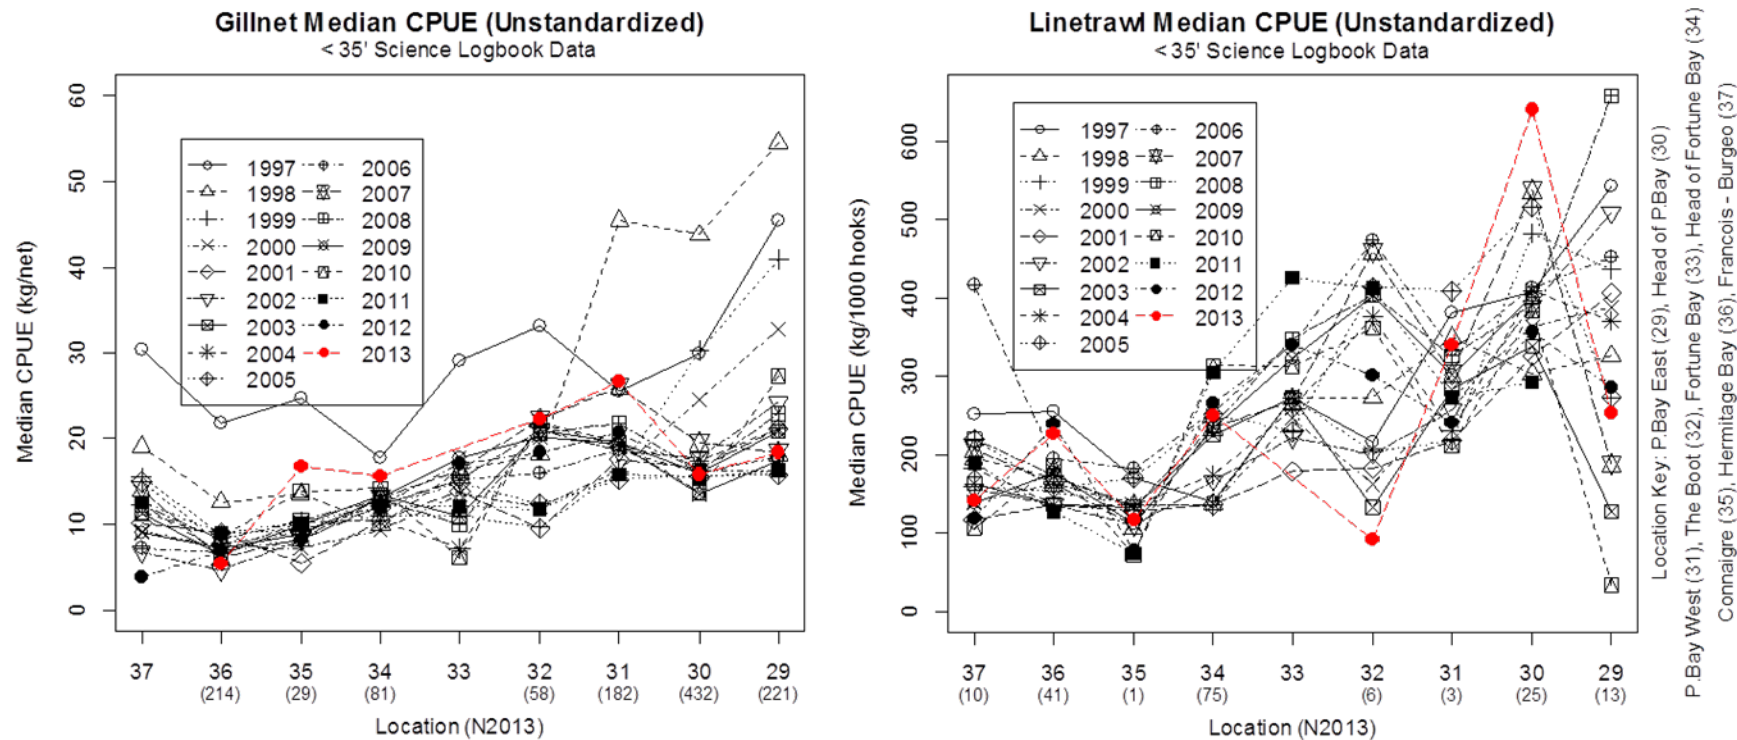 Gillnet Median CPUE (Unstandardized)
< 35' Science Logbook Data
Median CPUE (kg/net)
60
50
40
30
20
10
0
1997 2006
1998 2007
1999 2008
2000 2009
2001 2010
2002 2011
2003 2012
2004 2013
2005
37 36 35 34 33 32 31 30 29
(214) (29) (81) (58) (182) (432) (221)
Location (N2013)
Linetrawl Median CPUE (Unstandardized)
< 35' Science Logbook Data
Median CPUE (kg/1000 hooks)
600
500
400
300
200
100
0
1997 2006
1998 2007
1999 2008
2000 2009
2001 2010
2002 2011
2003 2012
2004 2013
2005
37 36 35 34 33 32 31 30 29
(10) (41) (1) (75) (6) (3) (25) (13)
Location (N2013)
Location Key: P.Bay East (29), Head of P.Bay (30)
P.Bay West (31), The Boot (32), Fortune Bay (33), Head of Fortune Bay (34)
Connaigre (35), Hermitage Bay (36), Francois - Burgeo (37)